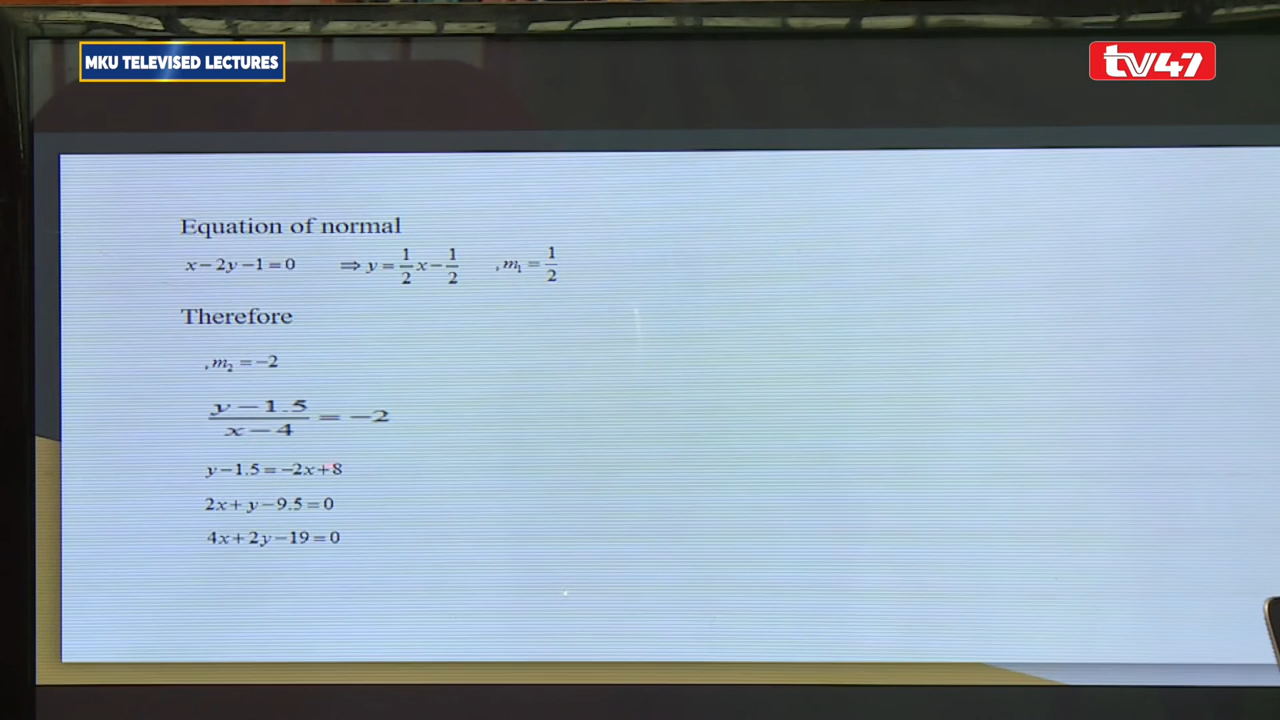 MKU TELEVISED LECTURES
tv47
Equation of normal
x − 2y − 1 = 0 ⇒ y = 1/2 x − 1/2 , m₁ = 1/2
Therefore
, m₂ = −2
(y − 1.5)/(x − 4) = −2
y − 1.5 = −2x + 8
2x + y − 9.5 = 0
4x + 2y − 19 = 0